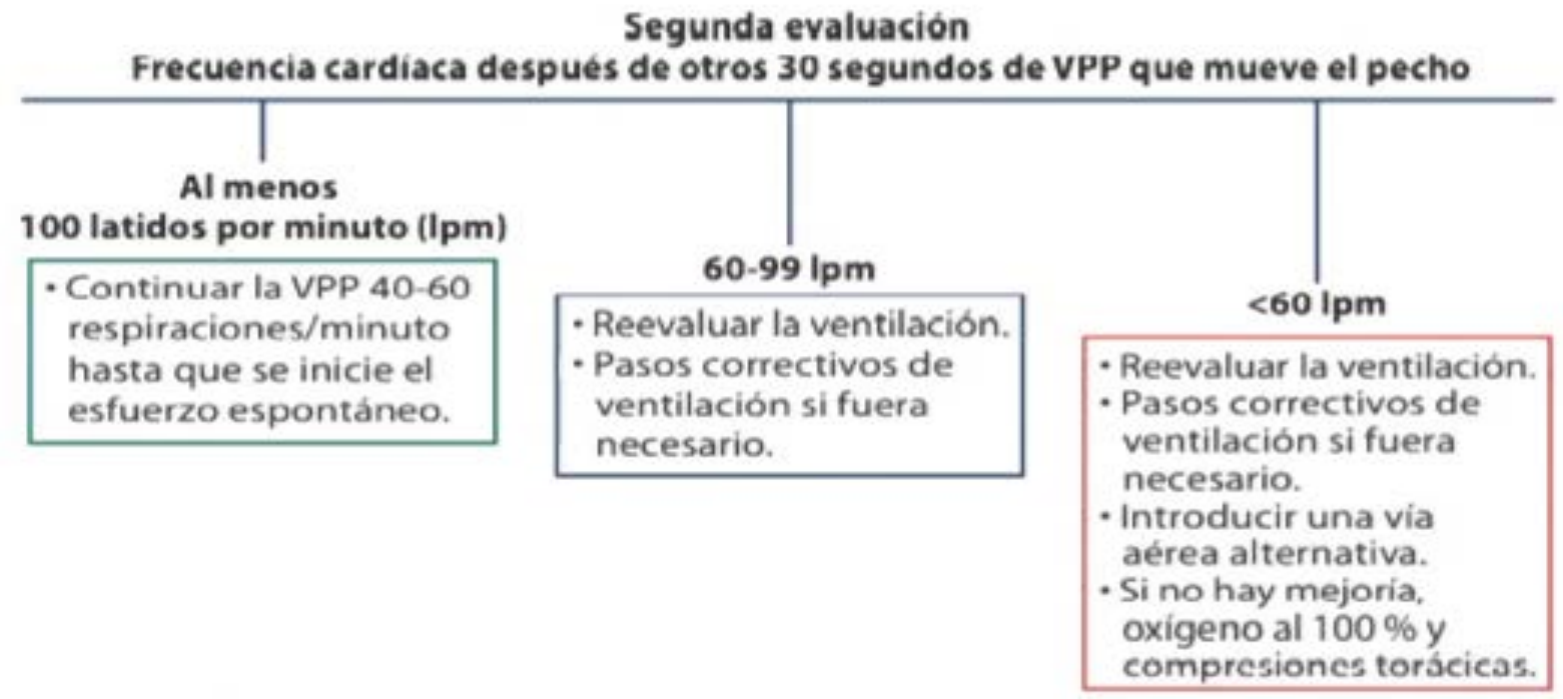 Segunda evaluación
Frecuencia cardíaca después de otros 30 segundos de VPP que mueve el pecho
Al menos
100 latidos por minuto (lpm)
• Continuar la VPP 40-60
respiraciones/minuto
hasta que se inicie el
esfuerzo espontáneo.
60-99 lpm
• Reevaluar la ventilación.
• Pasos correctivos de
ventilación si fuera
necesario.
<60 lpm
• Reevaluar la ventilación.
• Pasos correctivos de
ventilación si fuera
necesario.
• Introducir una vía
aérea alternativa.
• Si no hay mejoría,
oxígeno al 100 % y
compresiones torácicas.